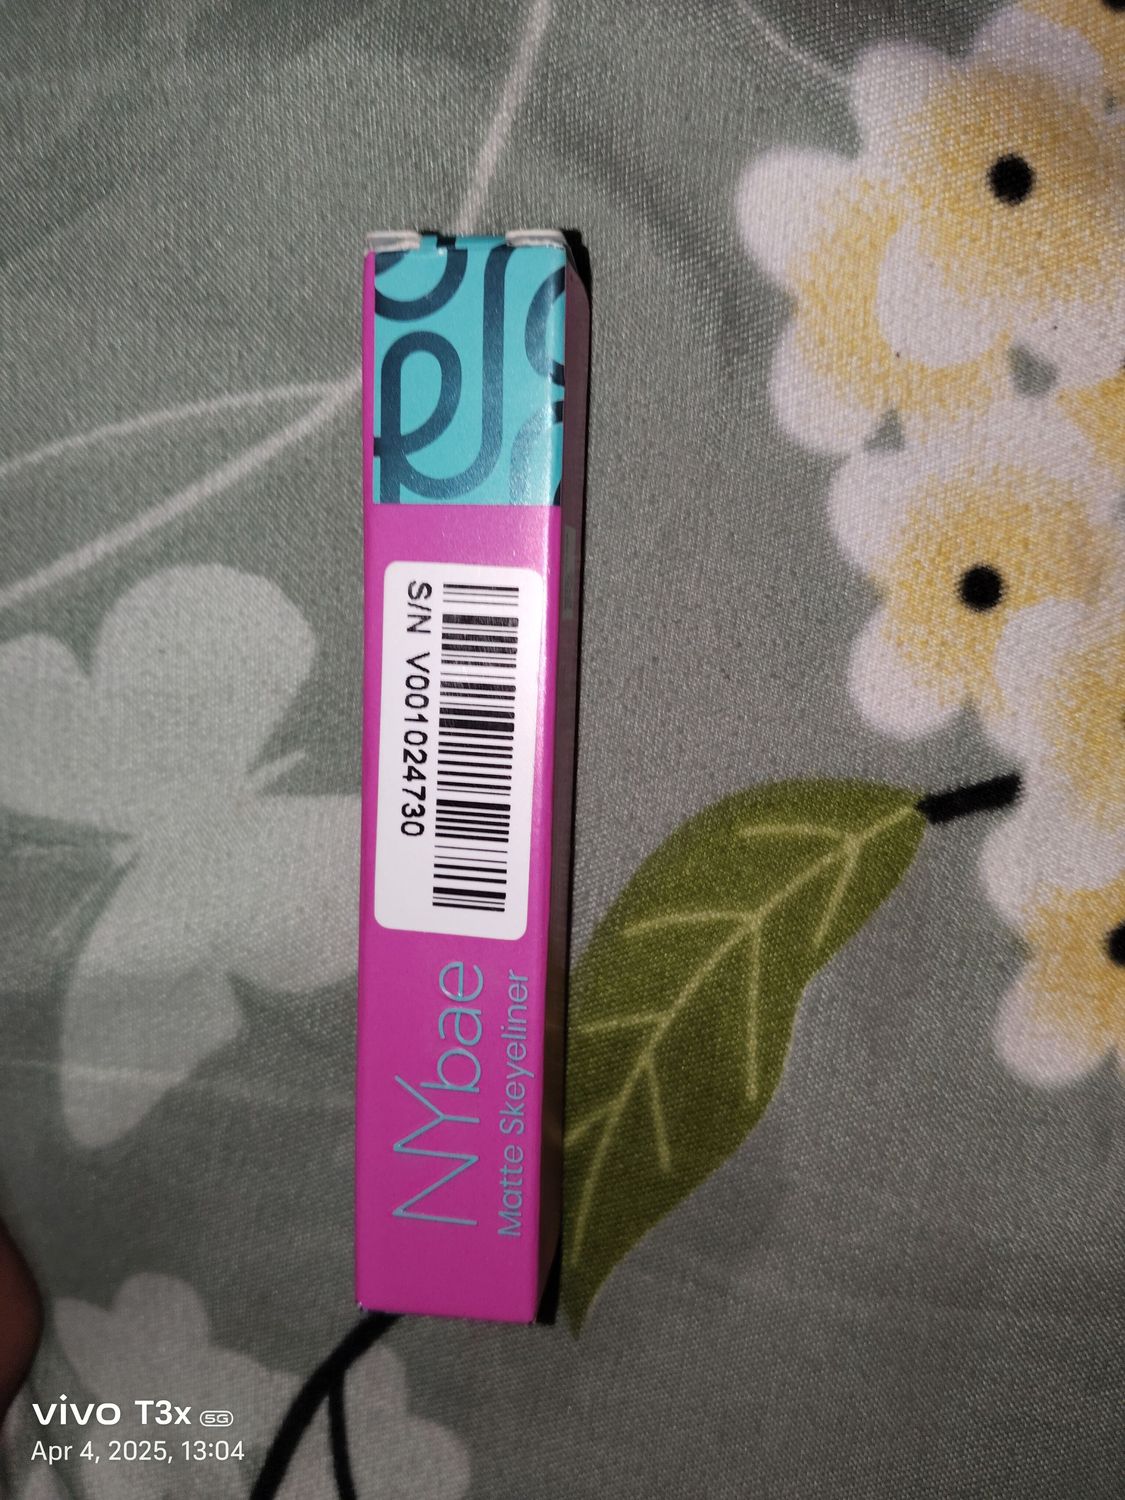 S/N V001024730
NYbae
Matte Skeyeliner
vivo T3x 5G
Apr 4, 2025, 13:04